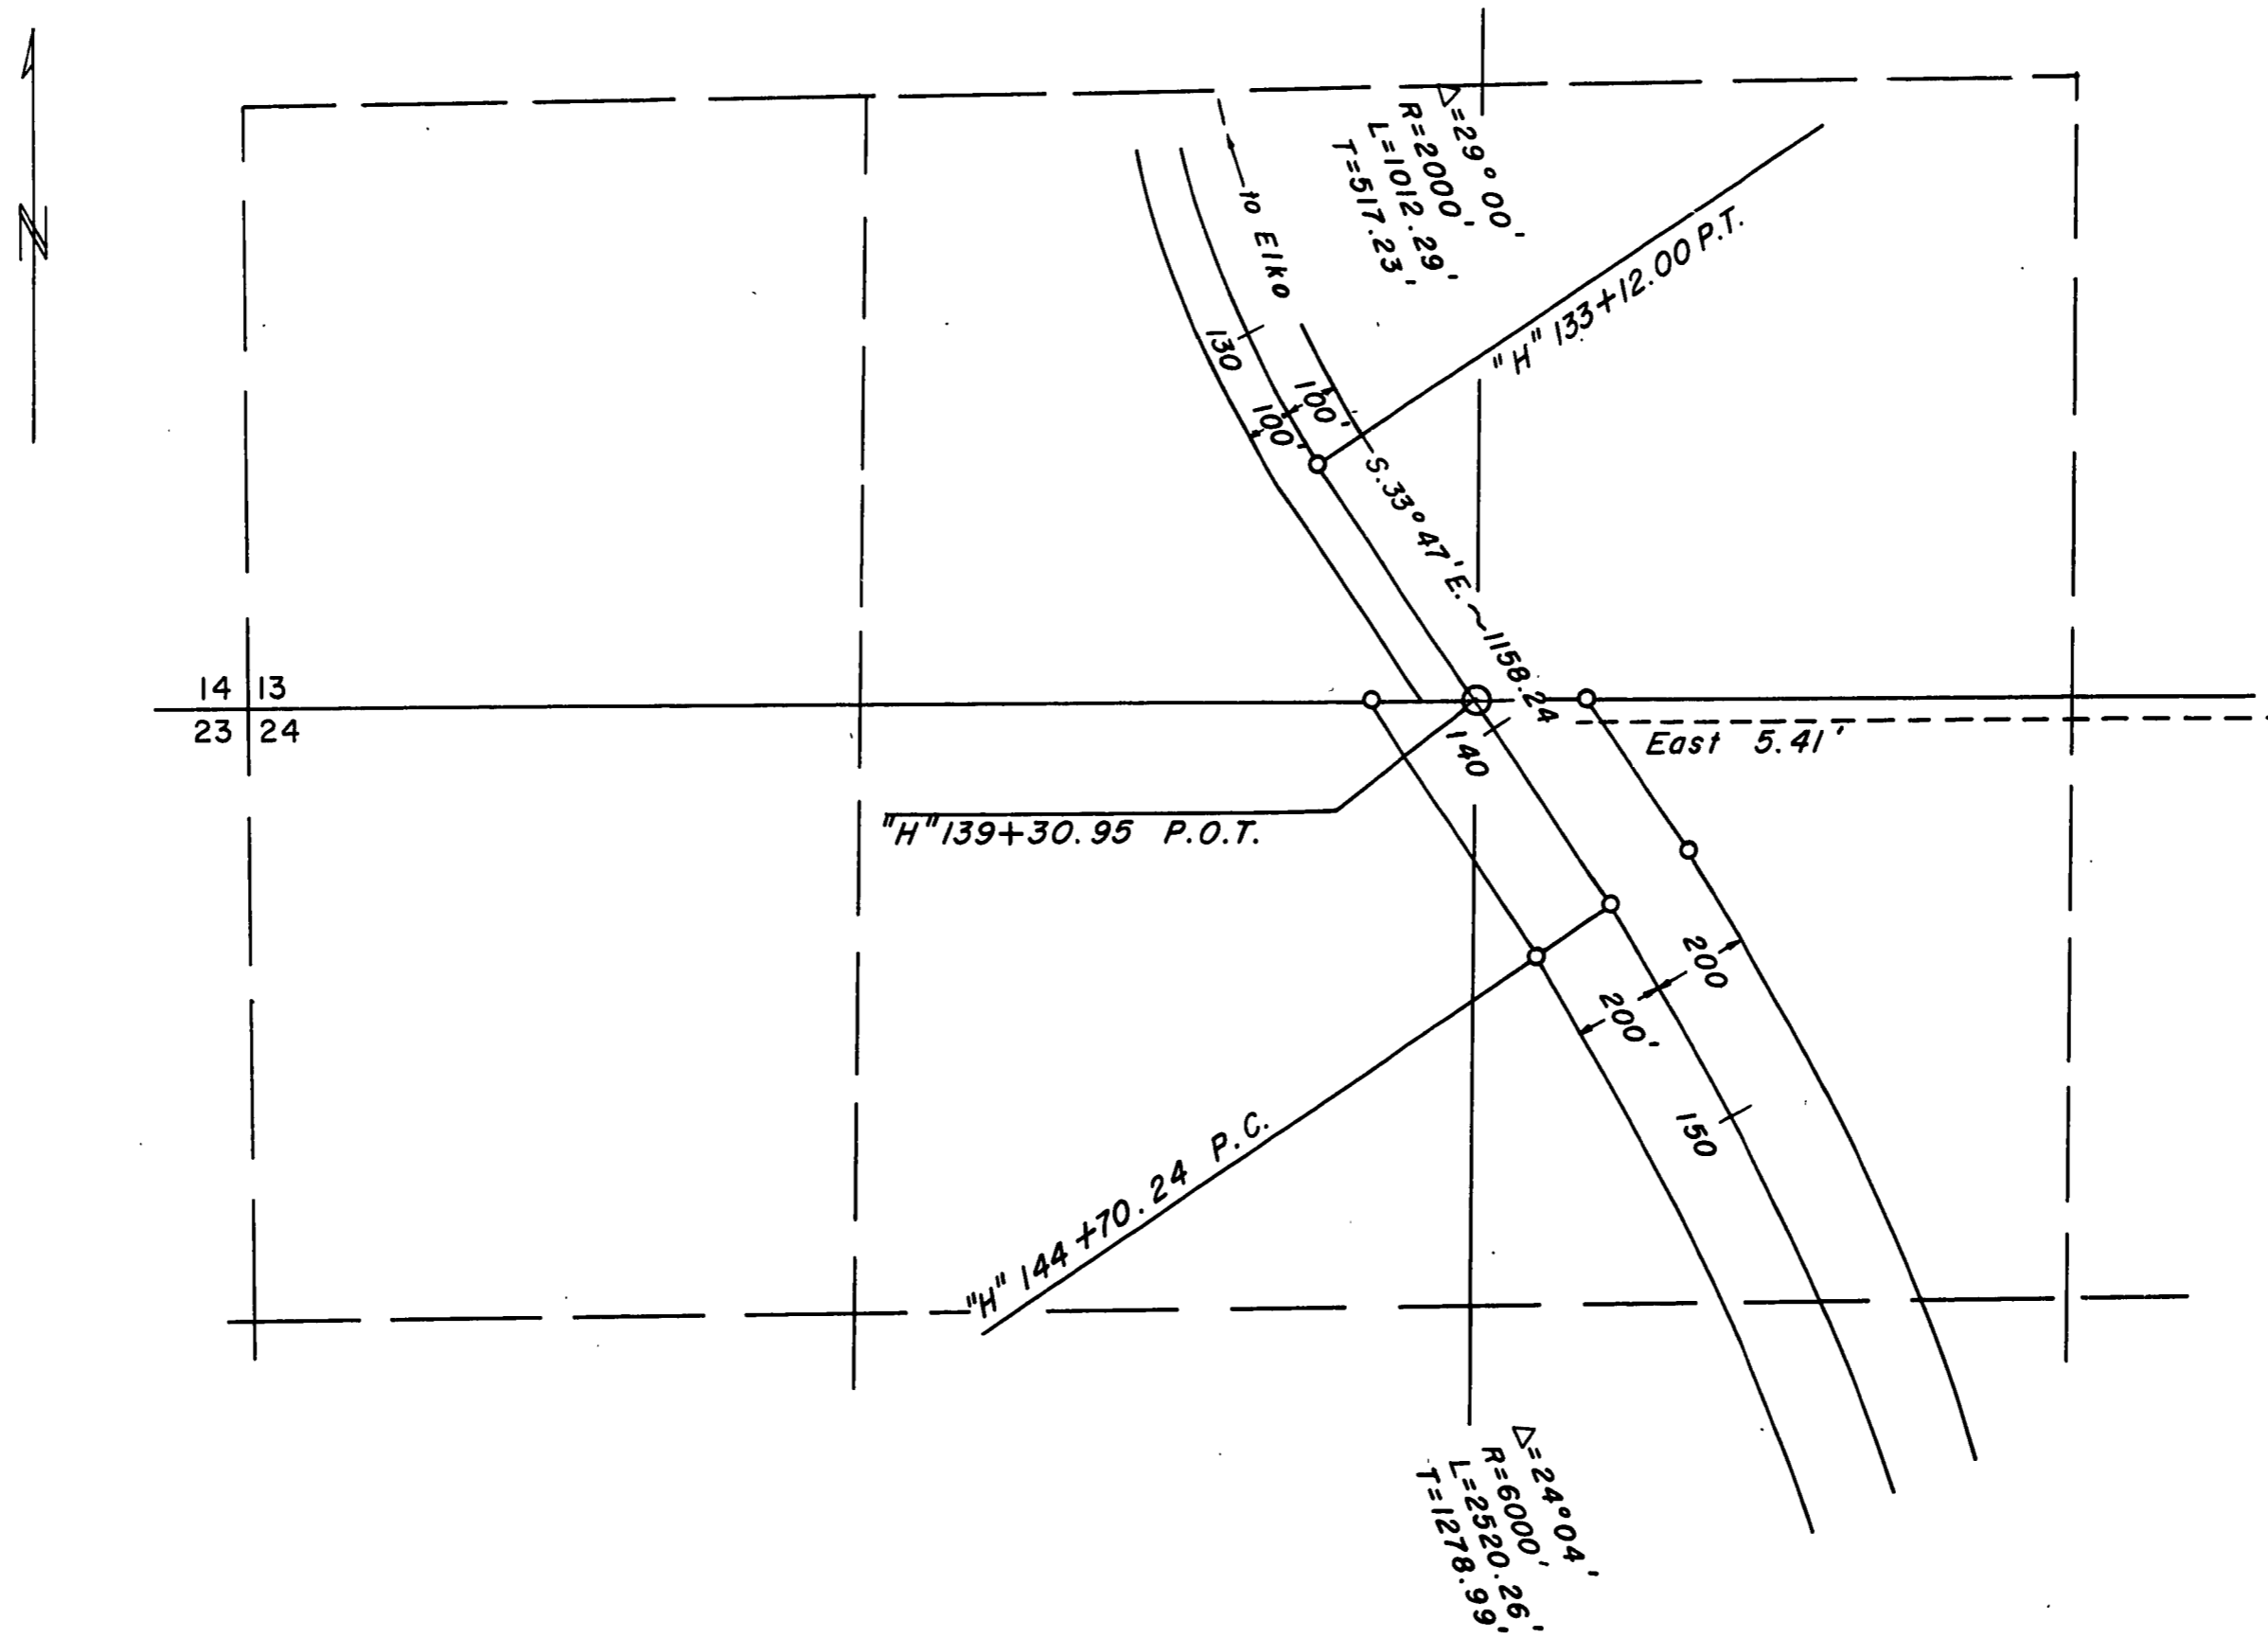 N
Δ=29°00'
R=2000'
L=1012.29'
T=517.23'
to Elko
"H" 133+12.00 P.T.
130
100'
100'
S.33°47'E.~1158.24
14 13
23 24
East 5.41'
140
"H" 139+30.95 P.O.T.
200
200'
150
"H" 144+70.24 P.C.
Δ=24°04'
R=6000'
L=2520.26'
T=1278.99'